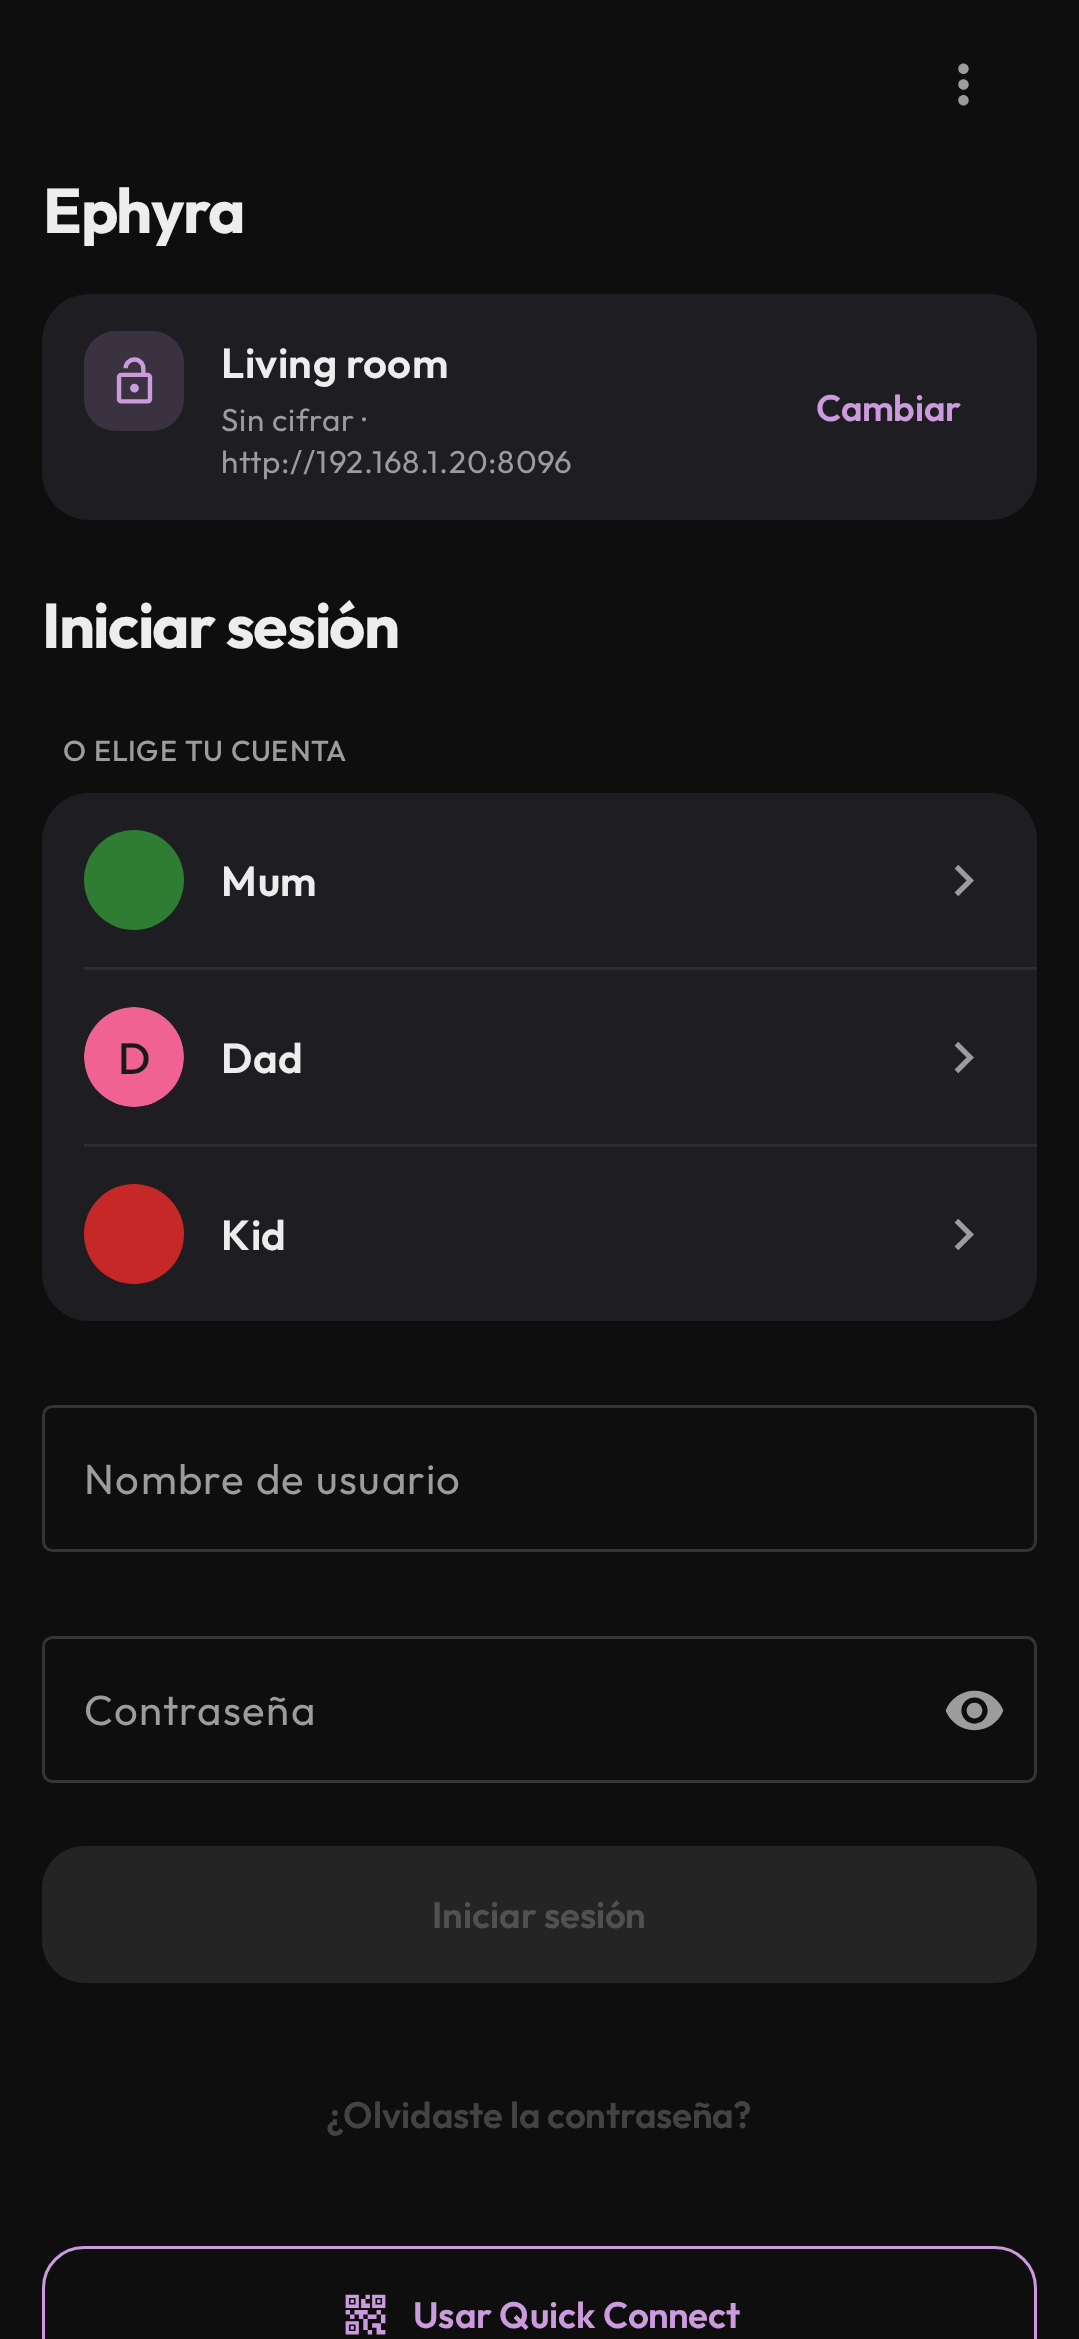 Ephyra
Living room
Sin cifrar ·
http://192.168.1.20:8096
Cambiar
Iniciar sesión
O ELIGE TU CUENTA
Mum
D
Dad
Kid
Nombre de usuario
Contraseña
Iniciar sesión
¿Olvidaste la contraseña?
Usar Quick Connect